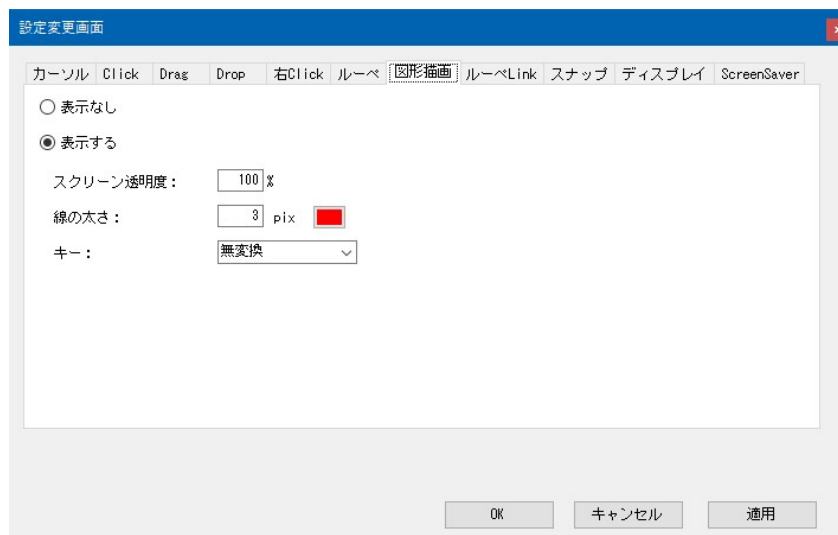 設定変更画面
カーソル Click Drag Drop 右Click ルーペ 図形描画 ルーペLink スナップ ディスプレイ ScreenSaver
表示なし
表示する
スクリーン透明度： 100 %
線の太さ： 3 pix
キー： 無変換
OK キャンセル 適用